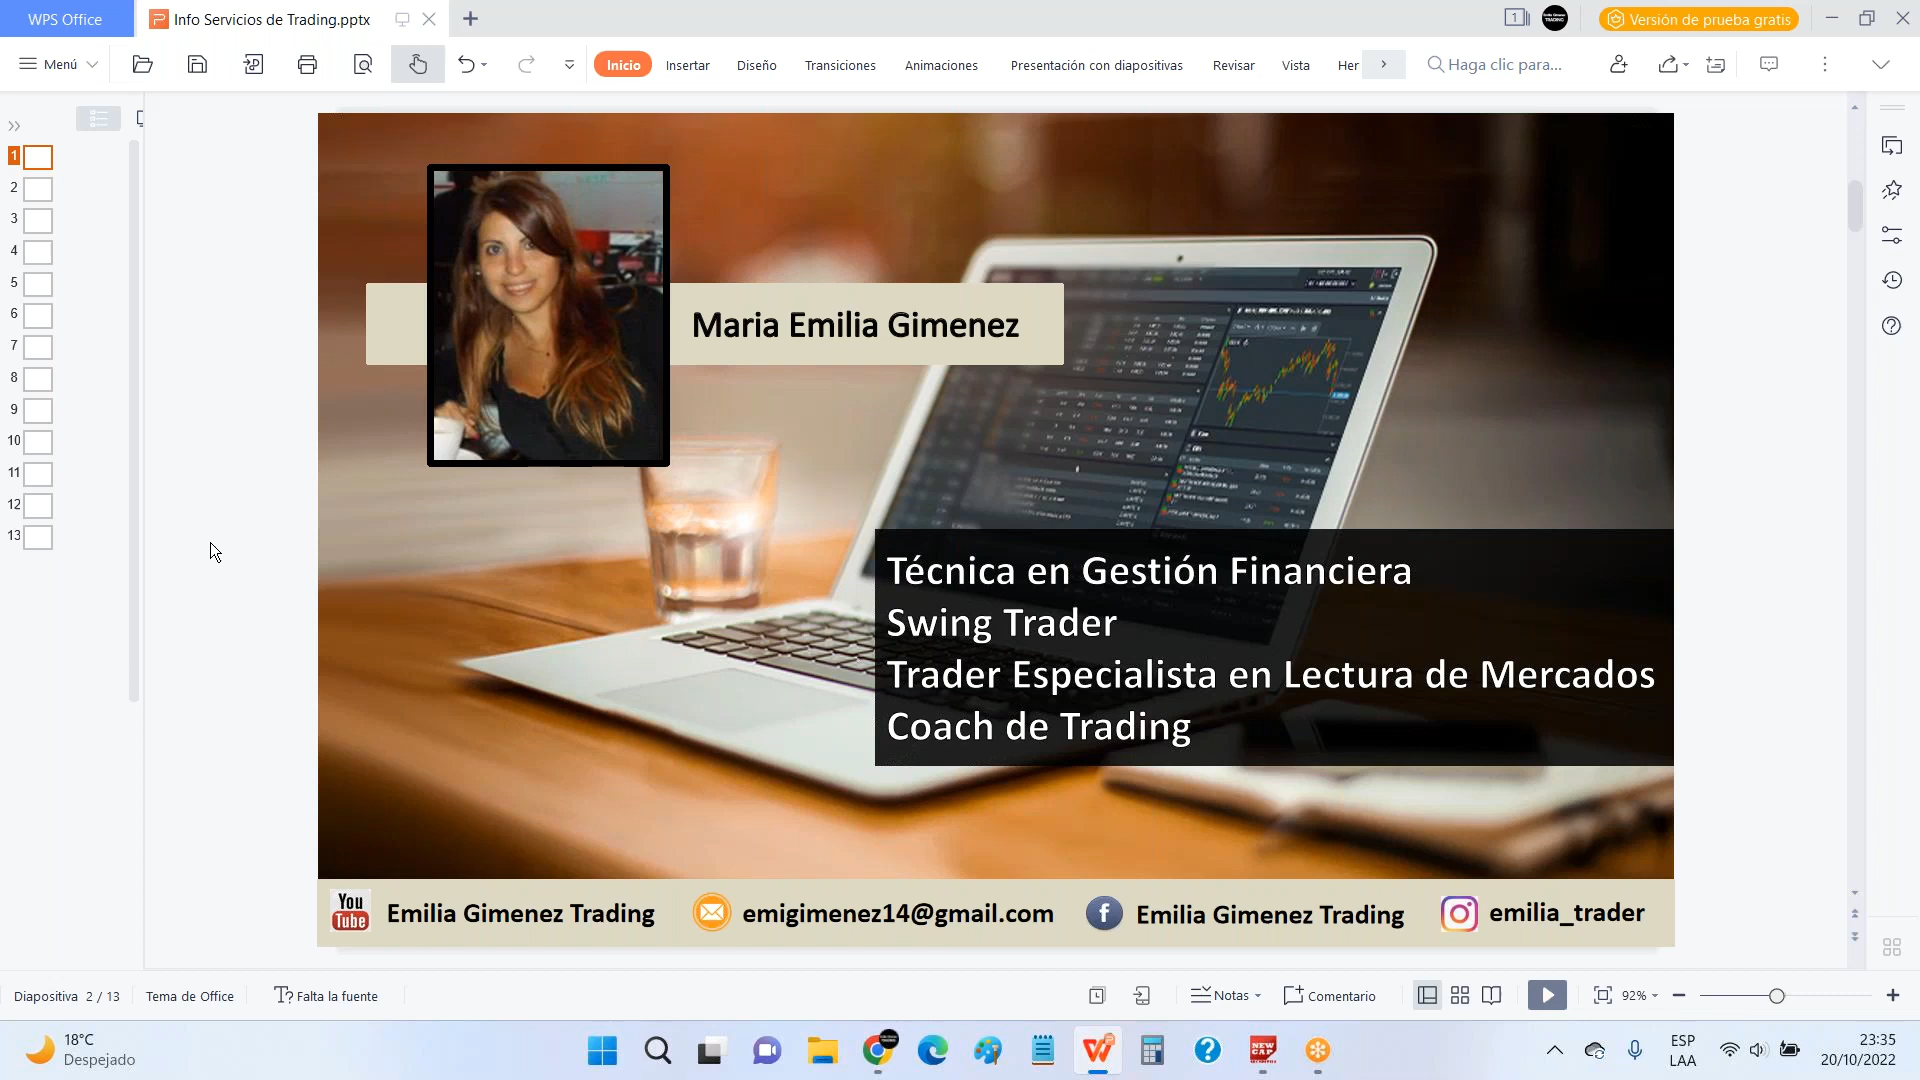 WPS Office
Info Servicios de Trading.pptx
1
Versión de prueba gratis
Menú
Inicio
Insertar
Diseño
Transiciones
Animaciones
Presentación con diapositivas
Revisar
Vista
Her
Haga clic para...
1
2
3
4
5
6
7
8
9
10
11
12
13
Maria Emilia Gimenez
Técnica en Gestión Financiera
Swing Trader
Trader Especialista en Lectura de Mercados
Coach de Trading
You
Tube
Emilia Gimenez Trading
emigimenez14@gmail.com
f
Emilia Gimenez Trading
emilia_trader
Diapositiva 2 / 13
Tema de Office
Falta la fuente
Notas
Comentario
92%
18°C
Despejado
NEW
CAP
ESP
LAA
23:35
20/10/2022